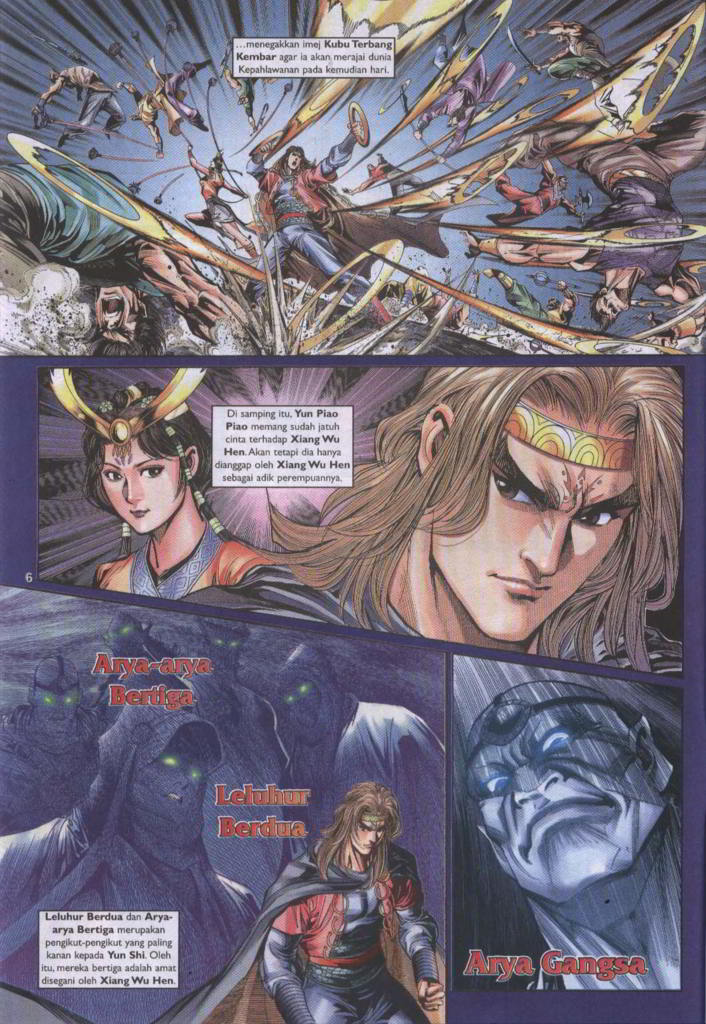 ...menegakkan imej Kubu Terbang
Kembar agar ia akan merajai dunia
Kepahlawanan pada kemudian hari.
Di samping itu, Yun Piao
Piao memang sudah jatuh
cinta terhadap Xiang Wu
Hen. Akan tetapi dia hanya
dianggap oleh Xiang Wu Hen
sebagai adik perempuannya.
6
Arya-arya
Bertiga
Leluhur
Berdua
Leluhur Berdua dan Arya-
arya Bertiga merupakan
pengikut-pengikut yang paling
kanan kepada Yun Shi. Oleh
itu, mereka bertiga adalah amat
disegani oleh Xiang Wu Hen.
Arya Gangsa